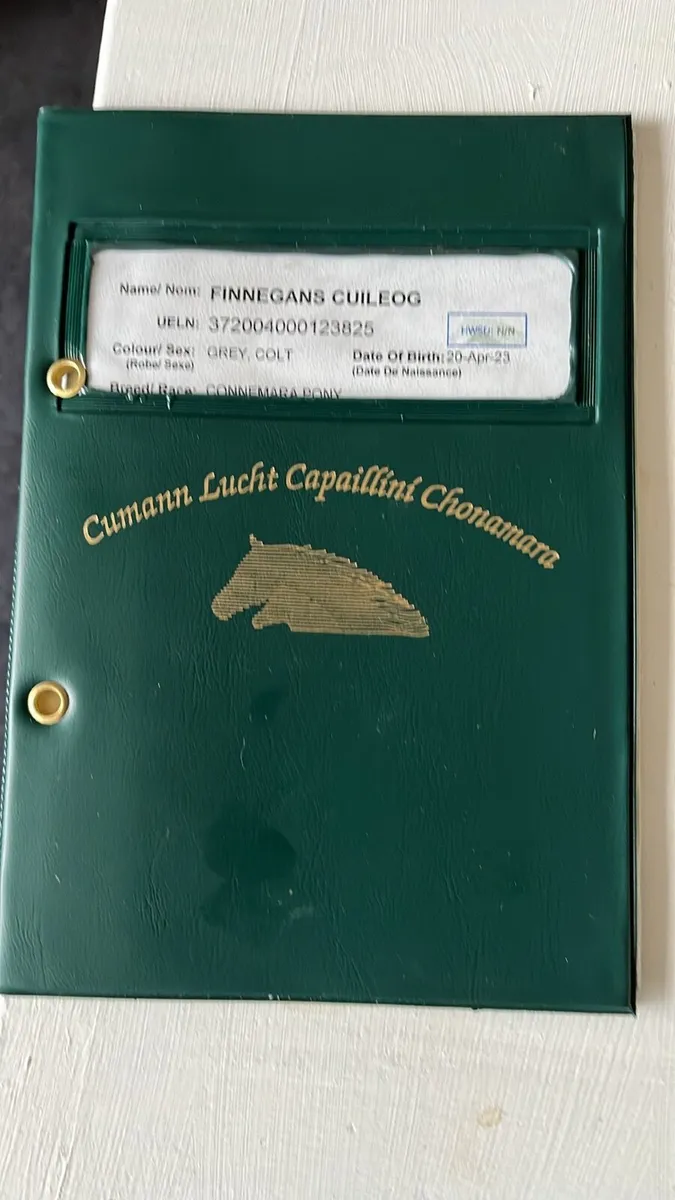 Name/ Nom: FINNEGANS CUILEOG
UELN: 372004000123825
HWSD: N/N
Colour/ Sex: GREY, COLT Date Of Birth: 20-Apr-23
(Robe/ Sexe) (Date De Naissance)
Breed/ Race: CONNEMARA PONY
Cumann Lucht Capaillíní Chonamara